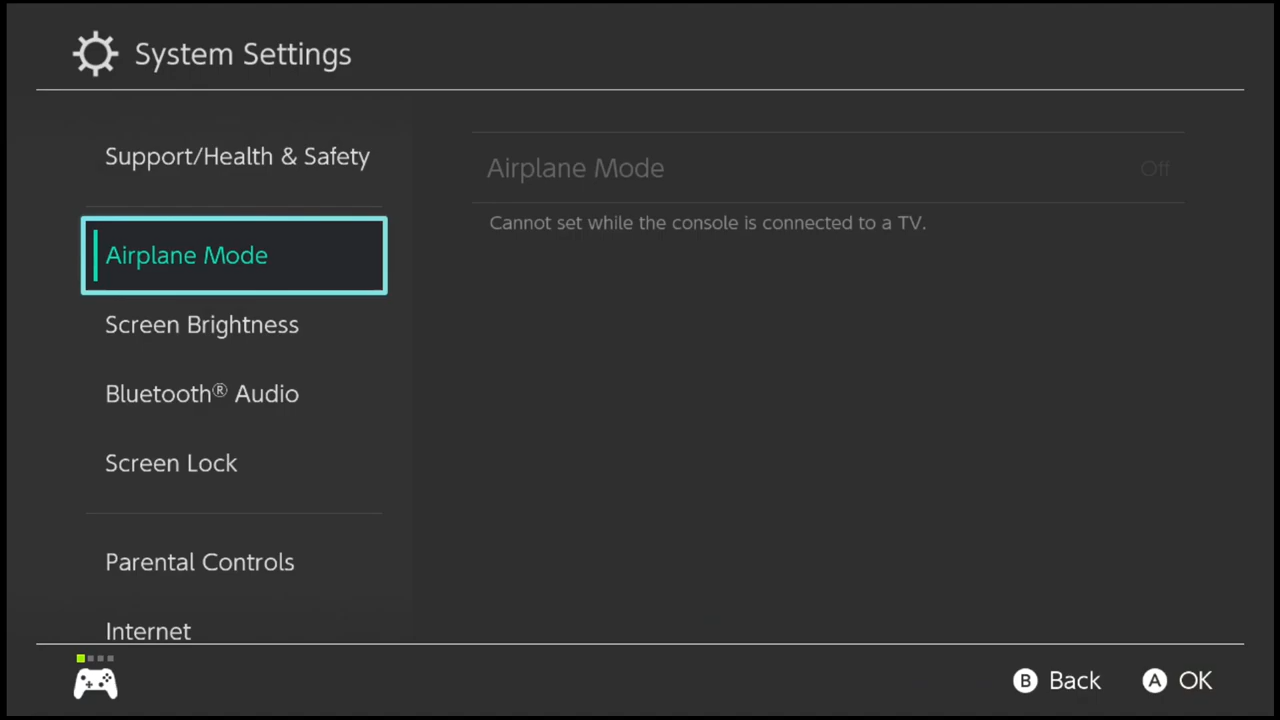 System Settings
Support/Health & Safety
Airplane Mode
Screen Brightness
Bluetooth® Audio
Screen Lock
Parental Controls
Internet
Airplane Mode
Off
Cannot set while the console is connected to a TV.
B Back
A OK